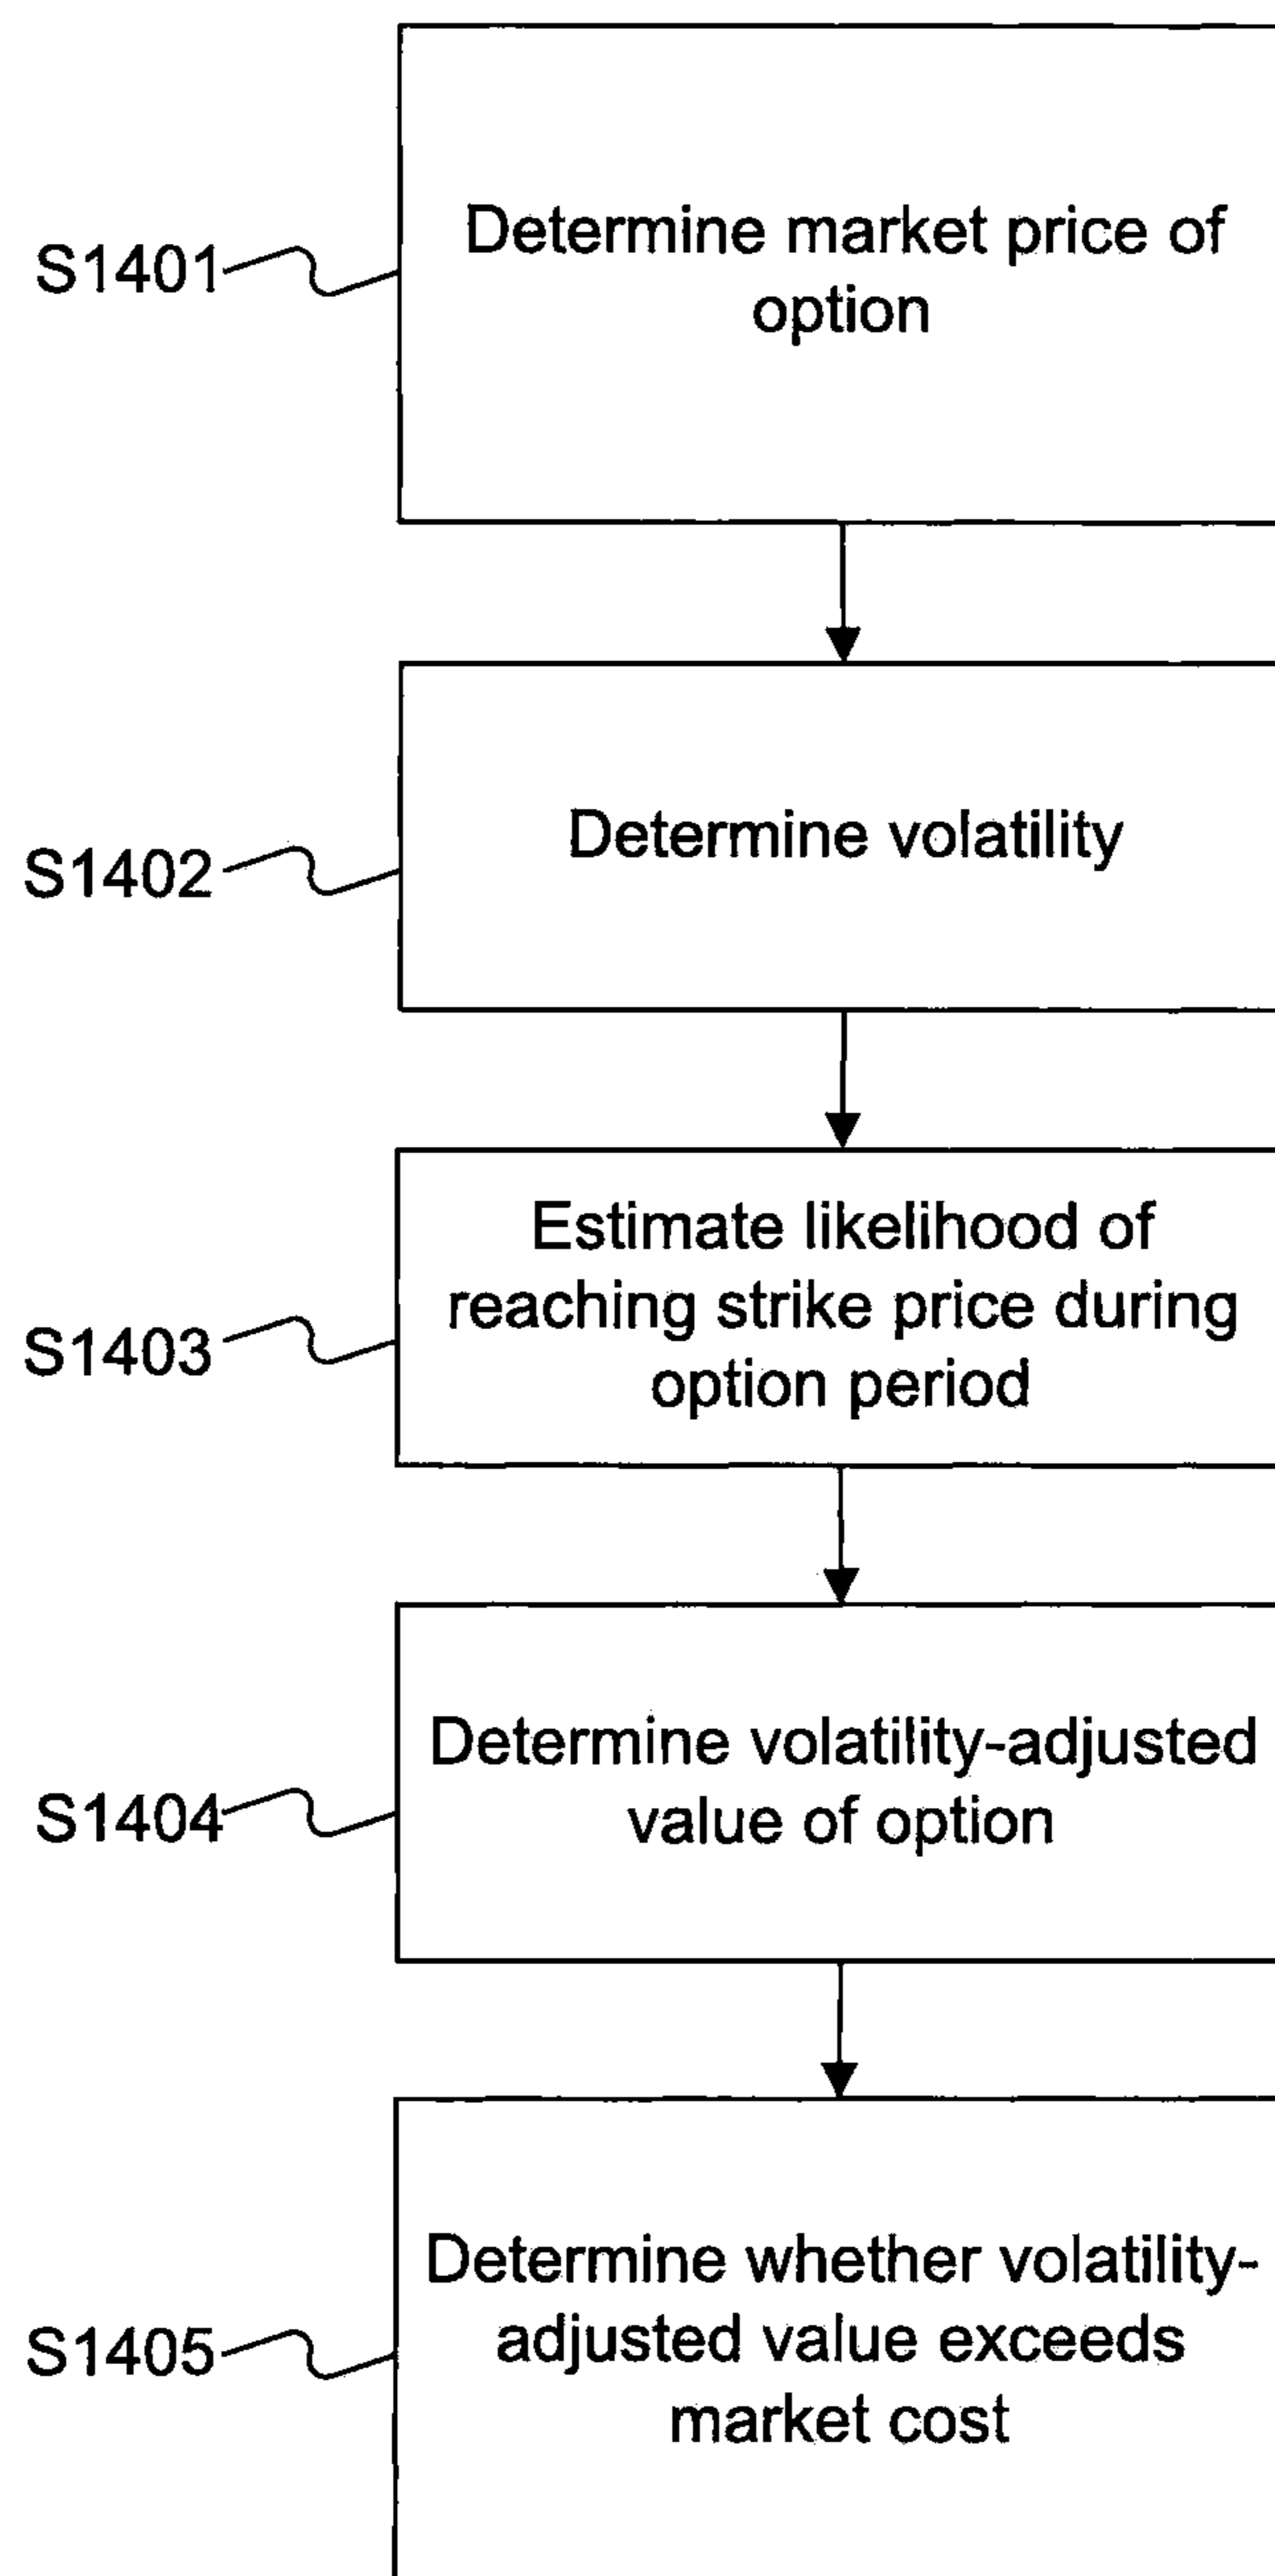 Determine market price of
option
S1401
Determine volatility
S1402
Estimate likelihood of
reaching strike price during
option period
S1403
Determine volatility-adjusted
value of option
S1404
Determine whether volatility-
adjusted value exceeds
market cost
S1405